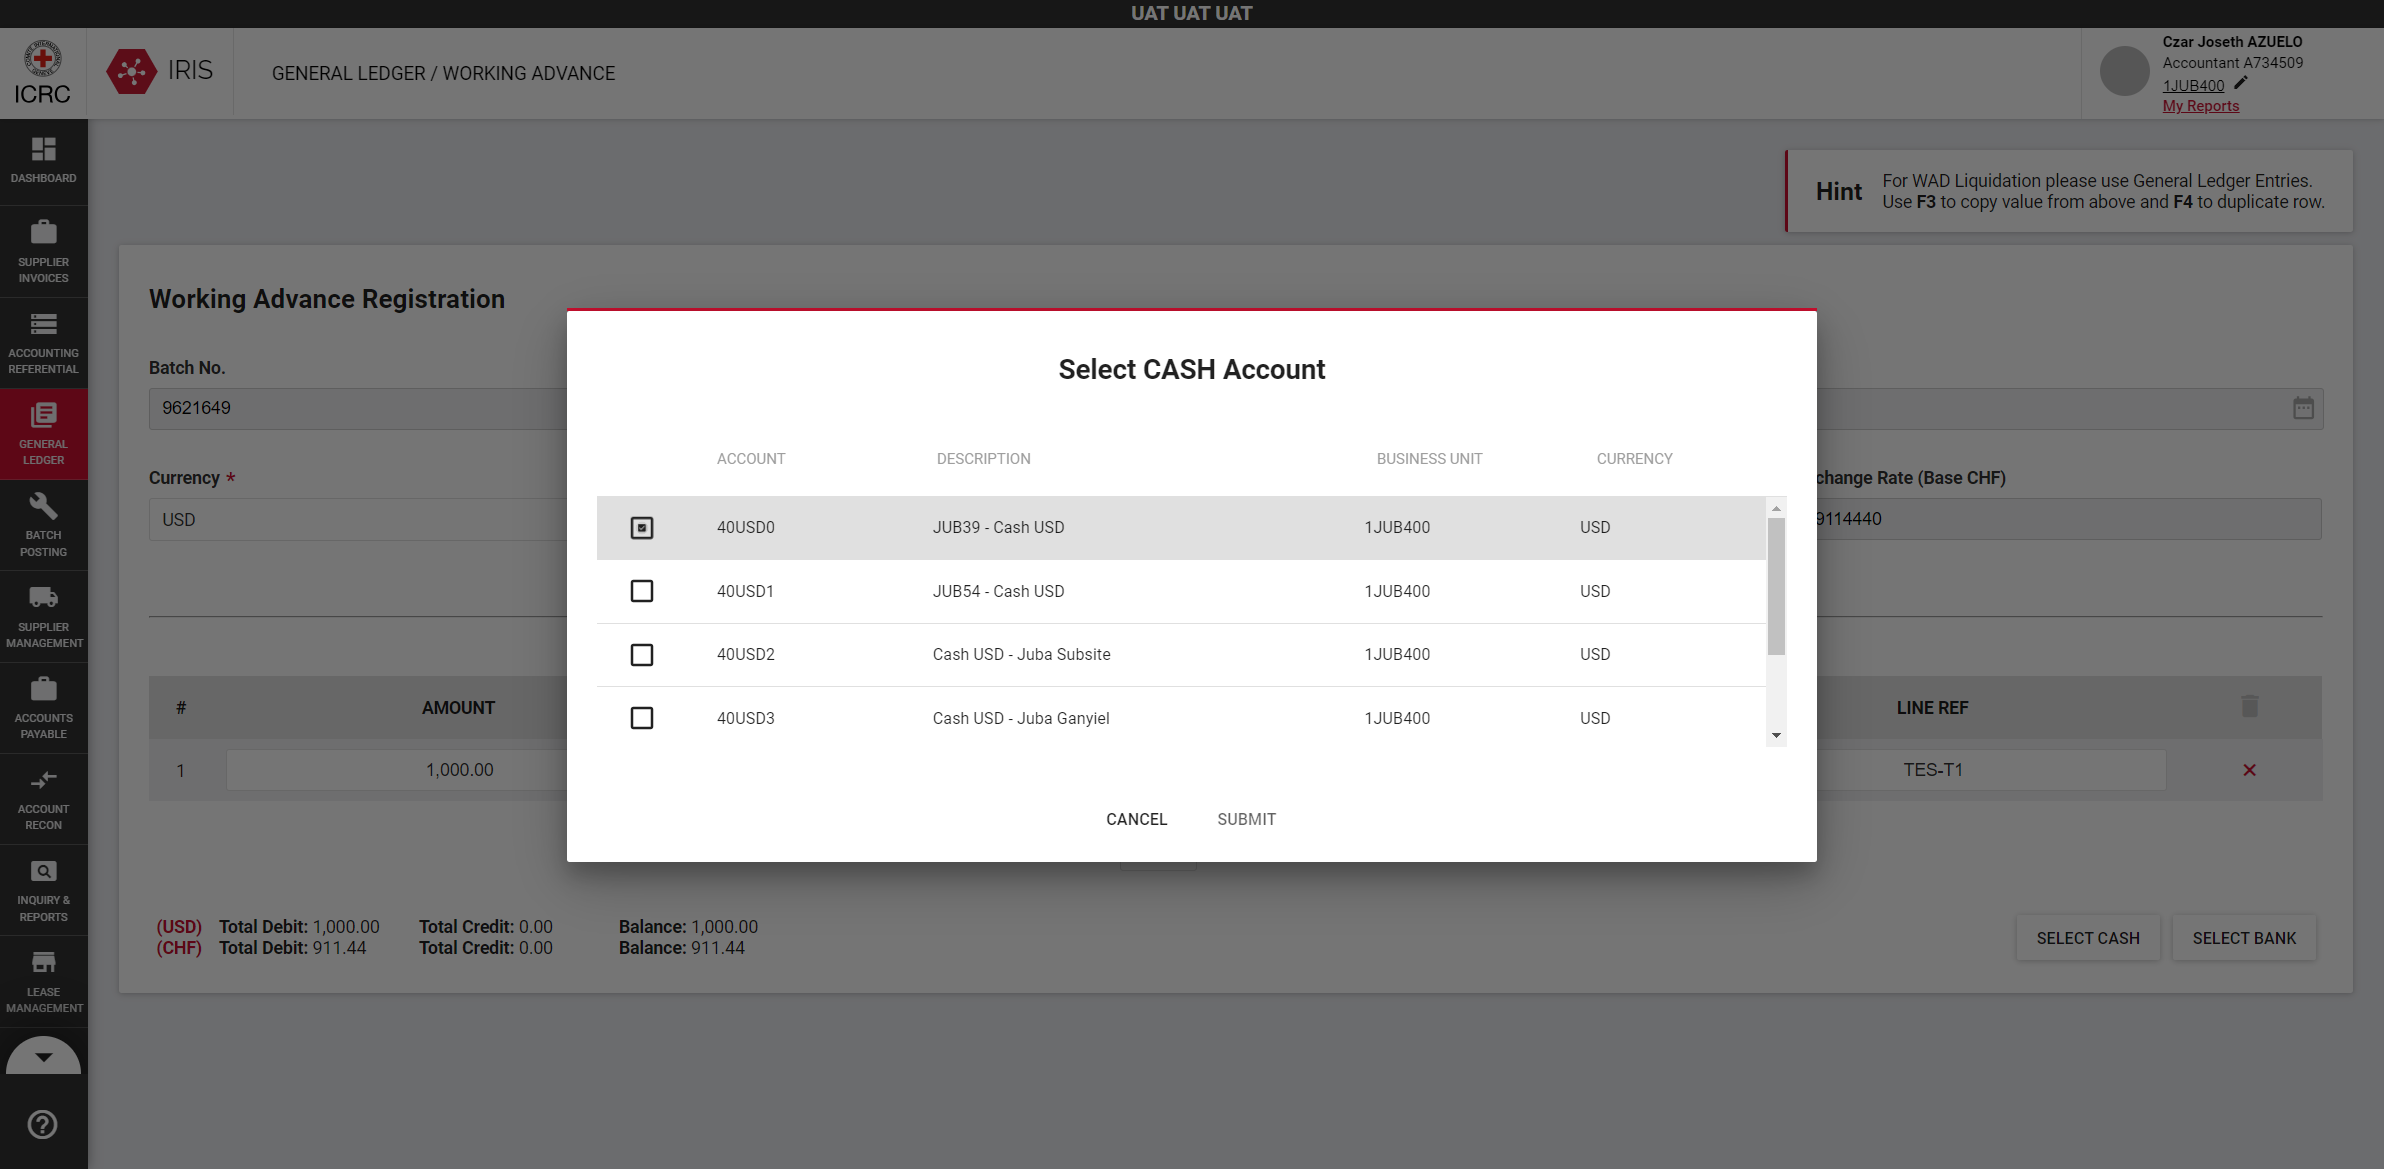 UAT UAT UAT
ICRC
IRIS
GENERAL LEDGER / WORKING ADVANCE
Czar Joseth AZUELO
Accountant A734509
1JUB400
My Reports
DASHBOARD
SUPPLIER
INVOICES
ACCOUNTING
REFERENTIAL
GENERAL
LEDGER
BATCH
POSTING
SUPPLIER
MANAGEMENT
ACCOUNTS
PAYABLE
ACCOUNT
RECON
INQUIRY &
REPORTS
LEASE
MANAGEMENT
Hint
For WAD Liquidation please use General Ledger Entries.
Use F3 to copy value from above and F4 to duplicate row.
Working Advance Registration
Batch No.
9621649
Currency *
USD
change Rate (Base CHF)
9114440
# AMOUNT LINE REF
1 1,000.00 TES-T1
Select CASH Account
ACCOUNT DESCRIPTION BUSINESS UNIT CURRENCY
40USD0 JUB39 - Cash USD 1JUB400 USD
40USD1 JUB54 - Cash USD 1JUB400 USD
40USD2 Cash USD - Juba Subsite 1JUB400 USD
40USD3 Cash USD - Juba Ganyiel 1JUB400 USD
CANCEL SUBMIT
(USD) Total Debit: 1,000.00 Total Credit: 0.00 Balance: 1,000.00
(CHF) Total Debit: 911.44 Total Credit: 0.00 Balance: 911.44
SELECT CASH SELECT BANK